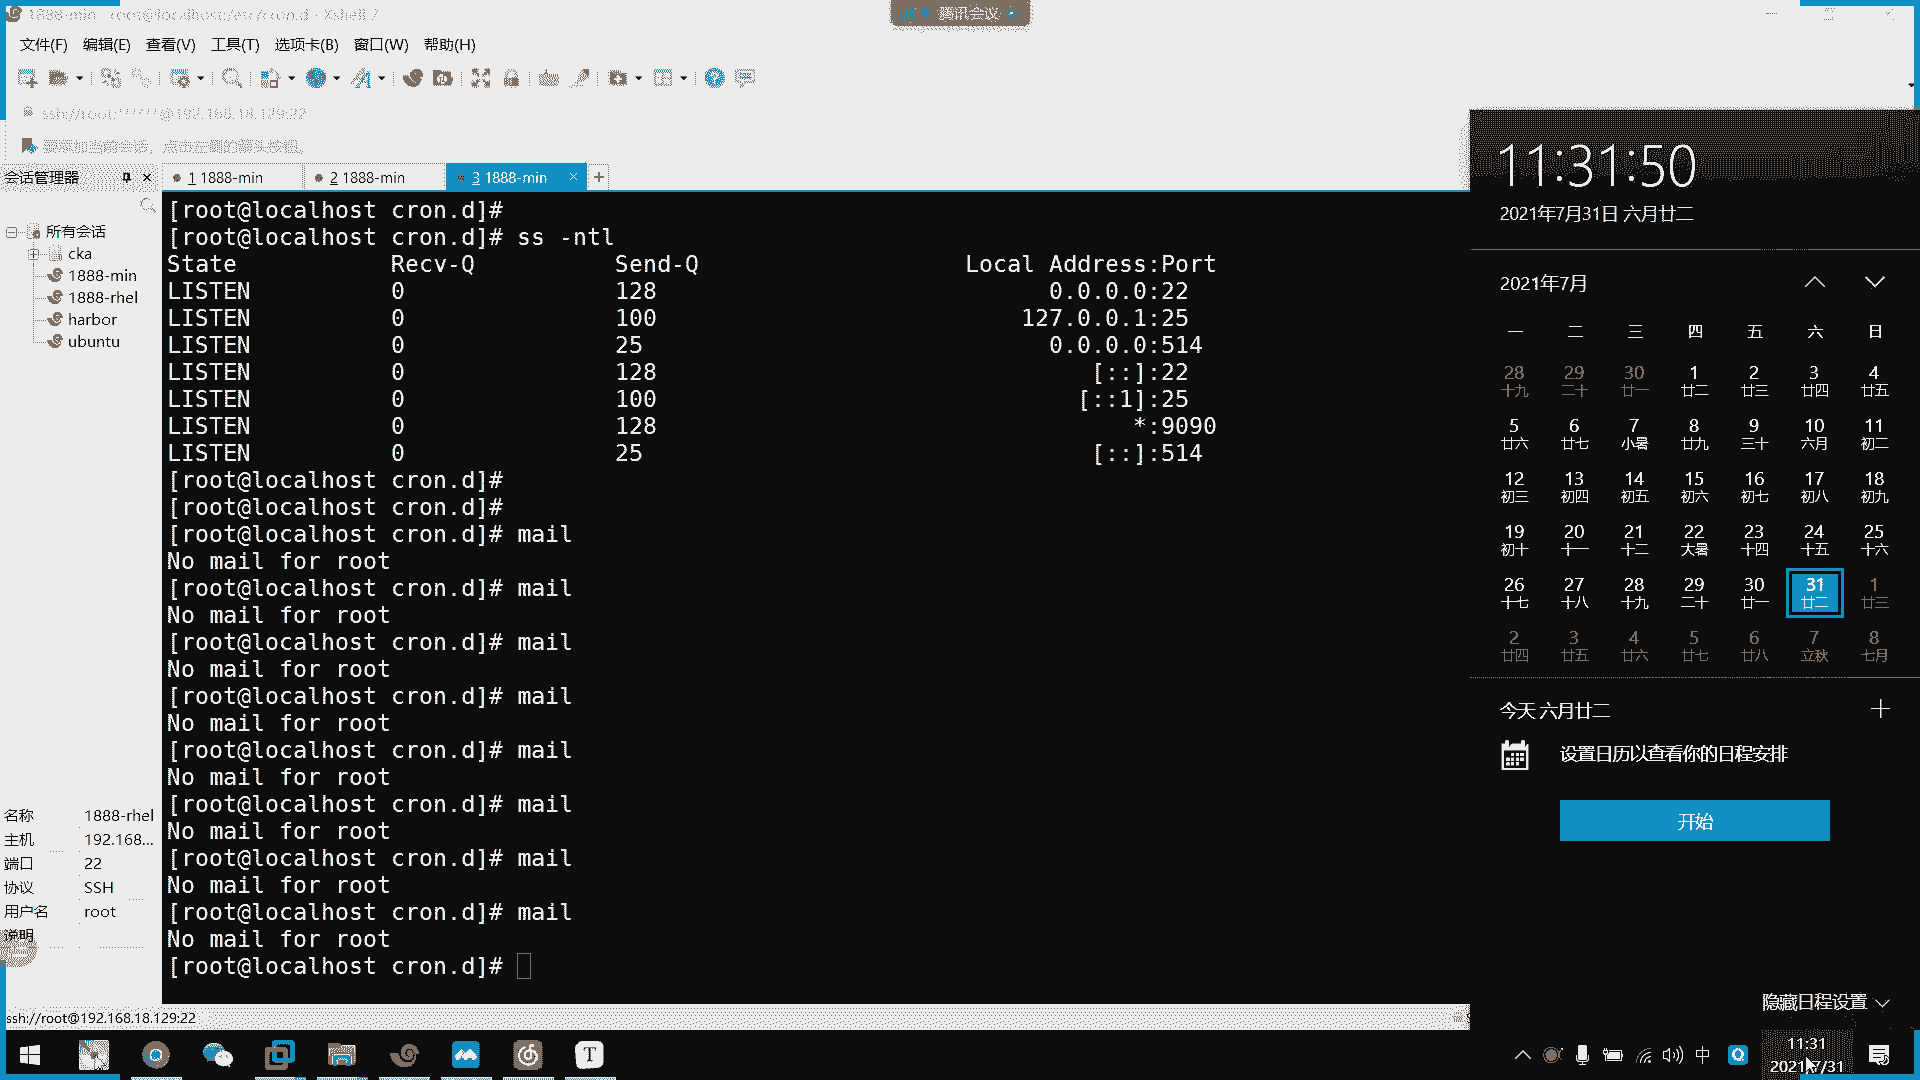 1888-min - root@localhost:/etc/cron.d - Xshell 7
腾讯会议
文件(F) 编辑(E) 查看(V) 工具(T) 选项卡(B) 窗口(W) 帮助(H)
ssh://root:******@192.168.18.129:22
要添加当前会话，点击左侧的箭头按钮。
会话管理器
1 1888-min
2 1888-min
3 1888-min
所有会话
cka
1888-min
1888-rhel
harbor
ubuntu
名称 1888-rhel
主机 192.168...
端口 22
协议 SSH
用户名 root
说明
[root@localhost cron.d]#
[root@localhost cron.d]# ss -ntl
State Recv-Q Send-Q Local Address:Port
LISTEN 0 128 0.0.0.0:22
LISTEN 0 100 127.0.0.1:25
LISTEN 0 25 0.0.0.0:514
LISTEN 0 128 [::]:22
LISTEN 0 100 [::1]:25
LISTEN 0 128 *:9090
LISTEN 0 25 [::]:514
[root@localhost cron.d]#
[root@localhost cron.d]#
[root@localhost cron.d]# mail
No mail for root
[root@localhost cron.d]# mail
No mail for root
[root@localhost cron.d]# mail
No mail for root
[root@localhost cron.d]# mail
No mail for root
[root@localhost cron.d]# mail
No mail for root
[root@localhost cron.d]# mail
No mail for root
[root@localhost cron.d]# mail
No mail for root
[root@localhost cron.d]# mail
No mail for root
[root@localhost cron.d]#
11:31:50
2021年7月31日 六月廿二
2021年7月
一 二 三 四 五 六 日
28 29 30 1 2 3 4
十九 二十 廿一 廿二 廿三 廿四 廿五
5 6 7 8 9 10 11
廿六 廿七 小暑 廿九 三十 六月 初二
12 13 14 15 16 17 18
初三 初四 初五 初六 初七 初八 初九
19 20 21 22 23 24 25
初十 十一 十二 大暑 十四 十五 十六
26 27 28 29 30 31 1
十七 十八 十九 二十 廿一 廿二 廿三
2 3 4 5 6 7 8
廿四 廿五 廿六 廿七 廿八 立秋 七月
今天 六月廿二
设置日历以查看你的日程安排
开始
隐藏日程设置
ssh://root@192.168.18.129:22
T
中
11:31
2021/7/31